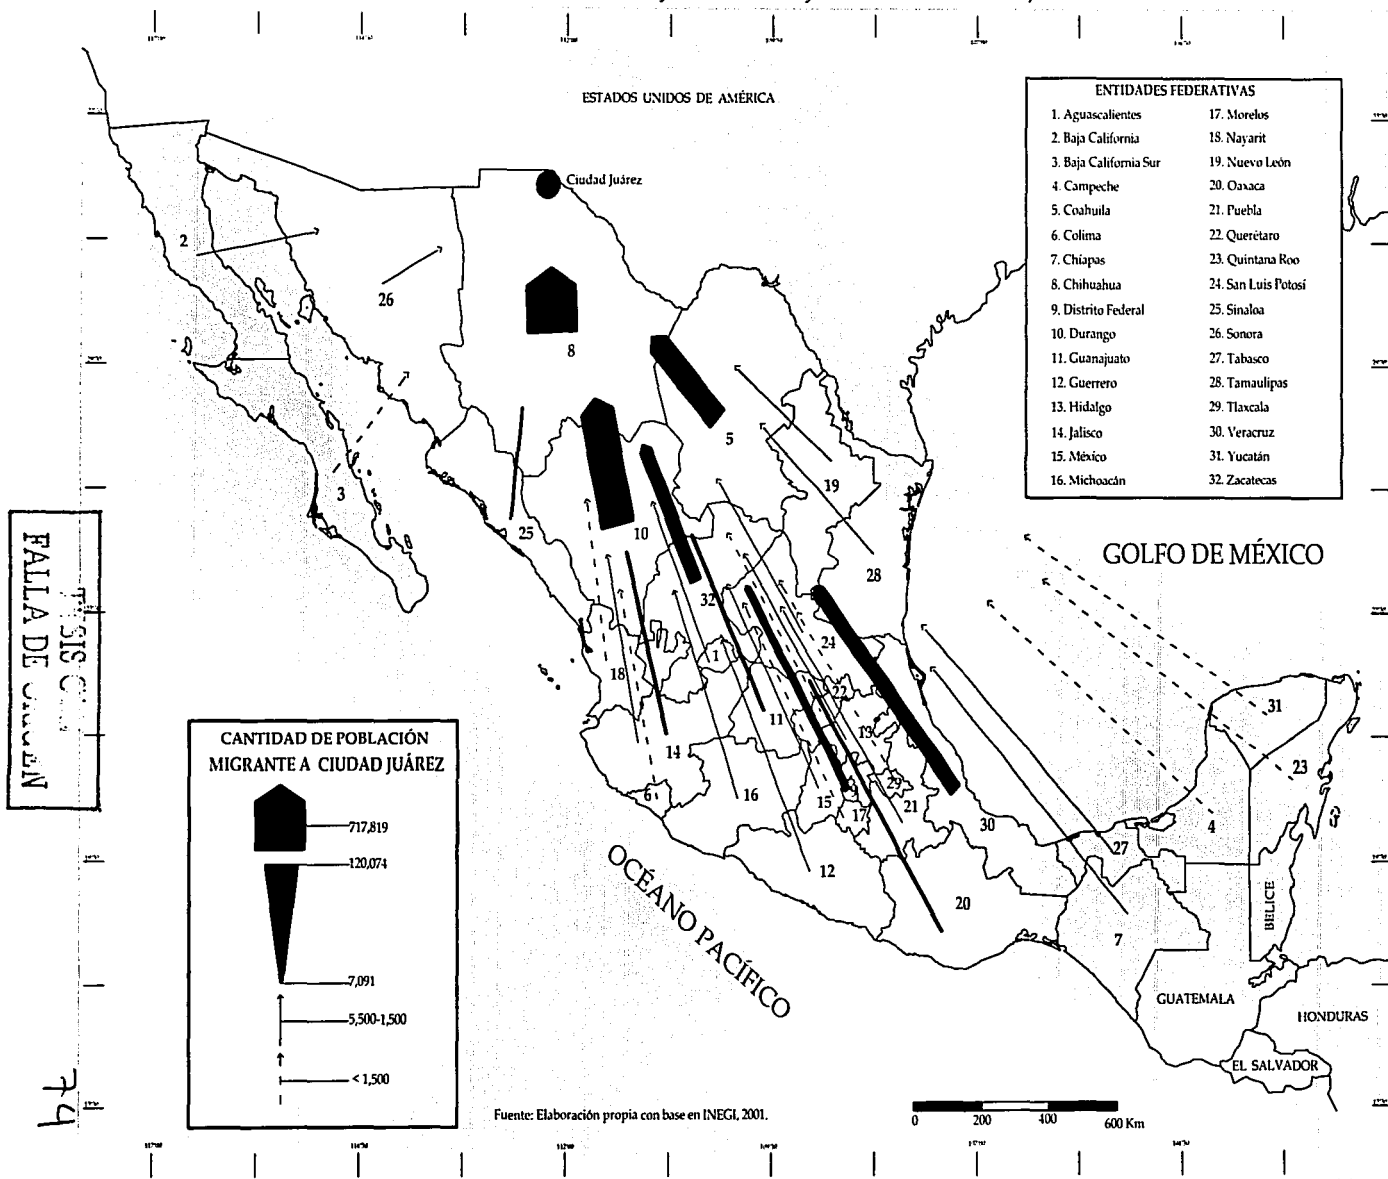 ESTADOS UNIDOS DE AMÉRICA
Ciudad Juárez
ENTIDADES FEDERATIVAS
1. Aguascalientes
2. Baja California
3. Baja California Sur
4. Campeche
5. Coahuila
6. Colima
7. Chiapas
8. Chihuahua
9. Distrito Federal
10. Durango
11. Guanajuato
12. Guerrero
13. Hidalgo
14. Jalisco
15. México
16. Michoacán
17. Morelos
18. Nayarit
19. Nuevo León
20. Oaxaca
21. Puebla
22. Querétaro
23. Quintana Roo
24. San Luis Potosí
25. Sinaloa
26. Sonora
27. Tabasco
28. Tamaulipas
29. Tlaxcala
30. Veracruz
31. Yucatán
32. Zacatecas
2
26
8
5
3
19
25
10
28
32
24
1
18
22
11
13
14
6
16
15
9
29
21
17
30
12
20
27
7
4
31
23
GOLFO DE MÉXICO
OCÉANO PACÍFICO
BELICE
GUATEMALA
HONDURAS
EL SALVADOR
CANTIDAD DE POBLACIÓN
MIGRANTE A CIUDAD JUÁREZ
717,819
120,074
7,091
5,500-1,500
< 1,500
Fuente: Elaboración propia con base en INEGI, 2001.
0 200 400 600 Km
FALLA DE
74